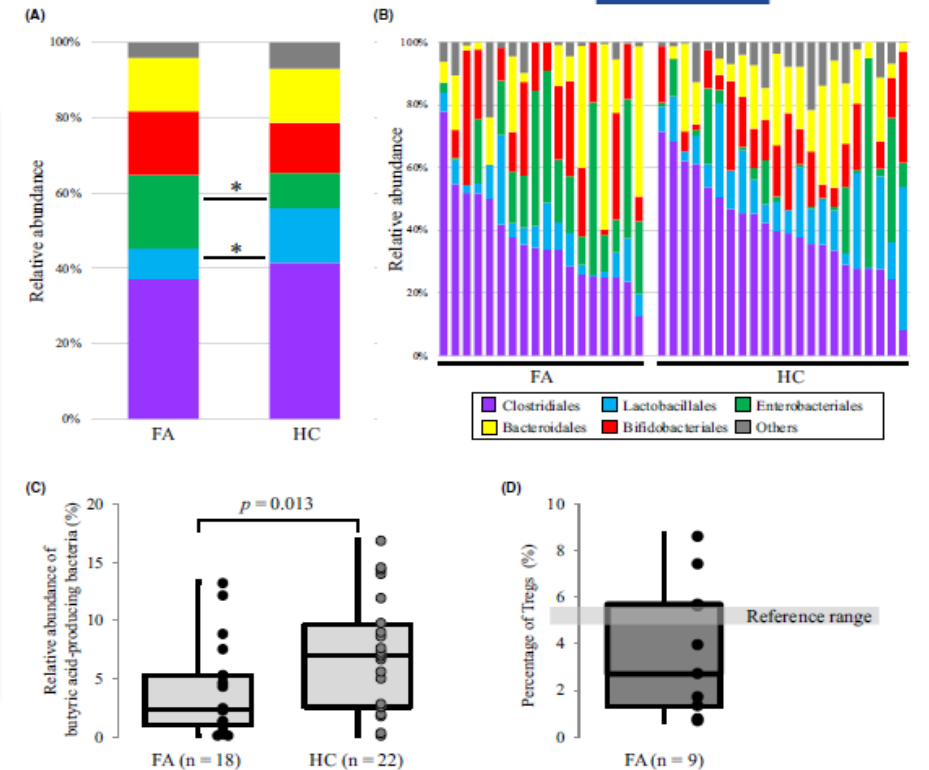 (A)
100%
80%
60%
40%
20%
0%
Relative abundance
*
*
FA HC
(B)
100%
80%
60%
40%
20%
0%
Relative abundance
FA HC
Clostridiales Lactobacillales Enterobacteriales
Bacteroidales Bifidobacteriales Others
(C)
20
15
10
5
0
Relative abundance of
butyric acid-producing bacteria (%)
p = 0.013
FA (n = 18) HC (n = 22)
(D)
10
8
6
4
2
0
Percentage of Tregs (%)
Reference range
FA (n = 9)